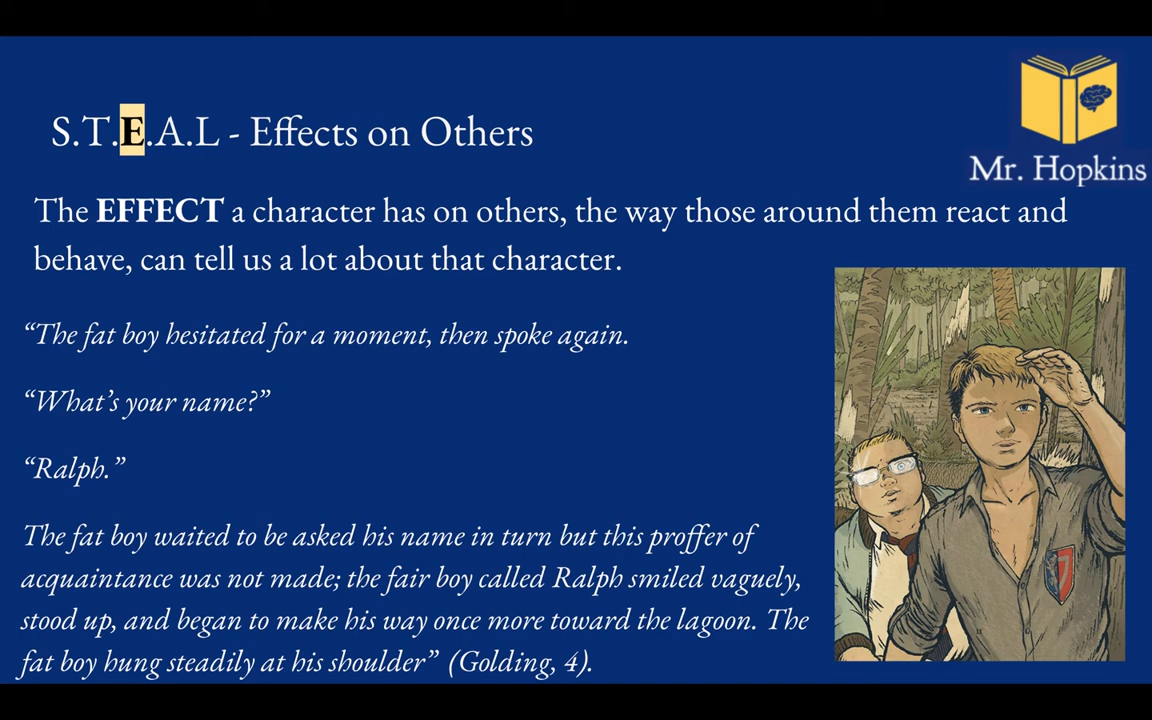 S.T.E.A.L - Effects on Others
Mr. Hopkins
The EFFECT a character has on others, the way those around them react and
behave, can tell us a lot about that character.
“The fat boy hesitated for a moment, then spoke again.
“What’s your name?”
“Ralph.”
The fat boy waited to be asked his name in turn but this proffer of
acquaintance was not made; the fair boy called Ralph smiled vaguely,
stood up, and began to make his way once more toward the lagoon. The
fat boy hung steadily at his shoulder” (Golding, 4).